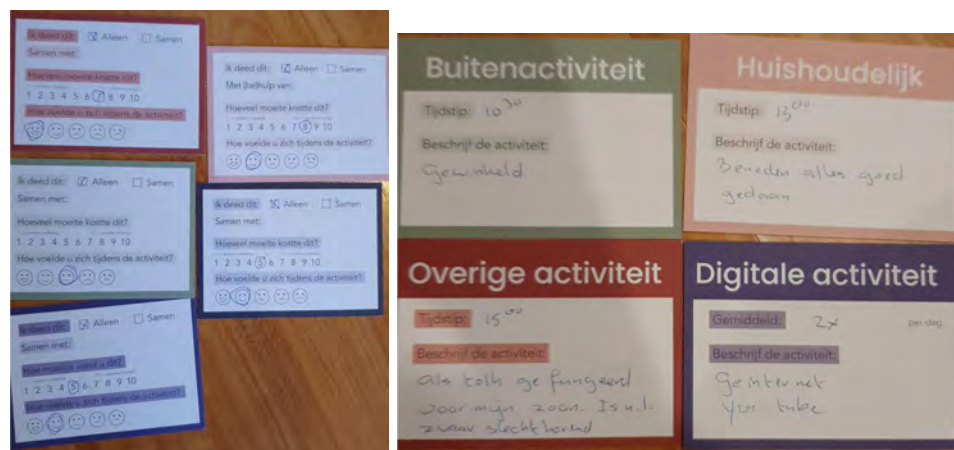 Ik deed dit: Alleen Samen
Samen met:
Hoeveel moeite kostte dit?
1 2 3 4 5 6 7 8 9 10
Hoe voelde u zich tijdens de activiteit?
Ik deed dit: Alleen Samen
Met (be)hulp van:
Hoeveel moeite kostte dit?
1 2 3 4 5 6 7 8 9 10
Hoe voelde u zich tijdens de activiteit?
Ik deed dit: Alleen Samen
Samen met:
Hoeveel moeite kostte dit?
1 2 3 4 5 6 7 8 9 10
Hoe voelde u zich tijdens de activiteit?
Ik deed dit: Alleen Samen
Samen met:
Hoeveel moeite kostte dit?
1 2 3 4 5 6 7 8 9 10
Hoe voelde u zich tijdens de activiteit?
Ik deed dit: Alleen Samen
Samen met:
Hoe moeilijk vond u dit?
1 2 3 4 5 6 7 8 9 10
Hoe voelde u zich tijdens de activiteit?
Buitenactiviteit
Tijdstip: 10 30
Beschrijf de activiteit:
Gewinkeld
Huishoudelijk
Tijdstip: 13 00
Beschrijf de activiteit:
Beneden alles goed
gedaan
Overige activiteit
Tijdstip: 15 00
Beschrijf de activiteit:
als tolk gefungeerd
voor mijn zoon. Is n.l.
zwaar slechthorend
Digitale activiteit
Gemiddeld: 2x per dag
Beschrijf de activiteit:
Geinternet
You tube